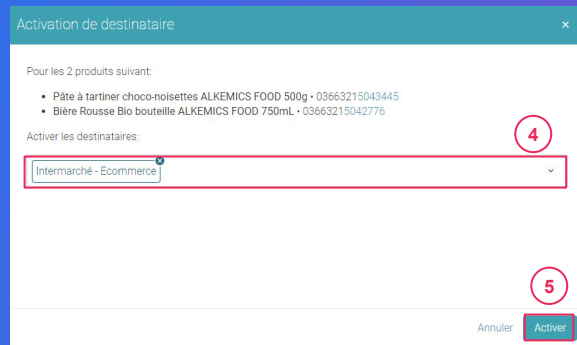 Activation de destinataire ×
Pour les 2 produits suivant:
• Pâte à tartiner choco-noisettes ALKEMICS FOOD 500g • 03663215043445
• Bière Rousse Bio bouteille ALKEMICS FOOD 750mL • 03663215042776
Activer les destinataires:
4
Intermarché - Ecommerce
5
Annuler Activer